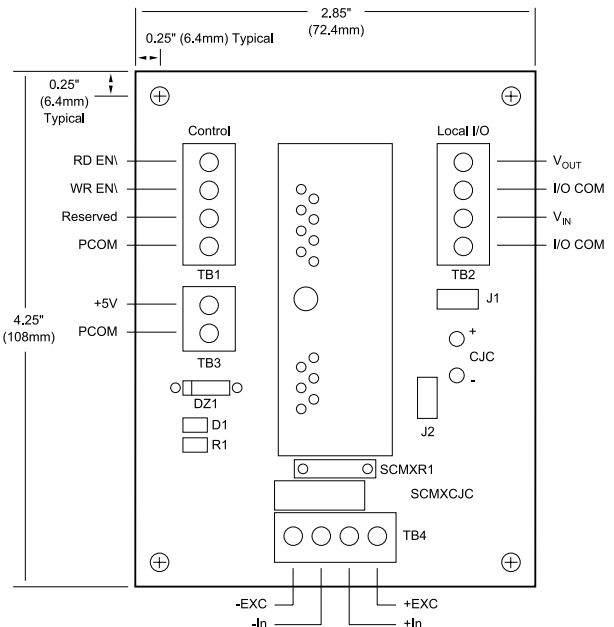 2.85"
(72.4mm)
0.25" (6.4mm) Typical
0.25"
(6.4mm)
Typical
4.25"
(108mm)
Control
RD EN\
WR EN\
Reserved
PCOM
TB1
+5V
PCOM
TB3
DZ1
D1
R1
Local I/O
VOUT
I/O COM
VIN
I/O COM
TB2
J1
+
CJC
-
J2
SCMXR1
SCMXCJC
TB4
-EXC
-In
+EXC
+In